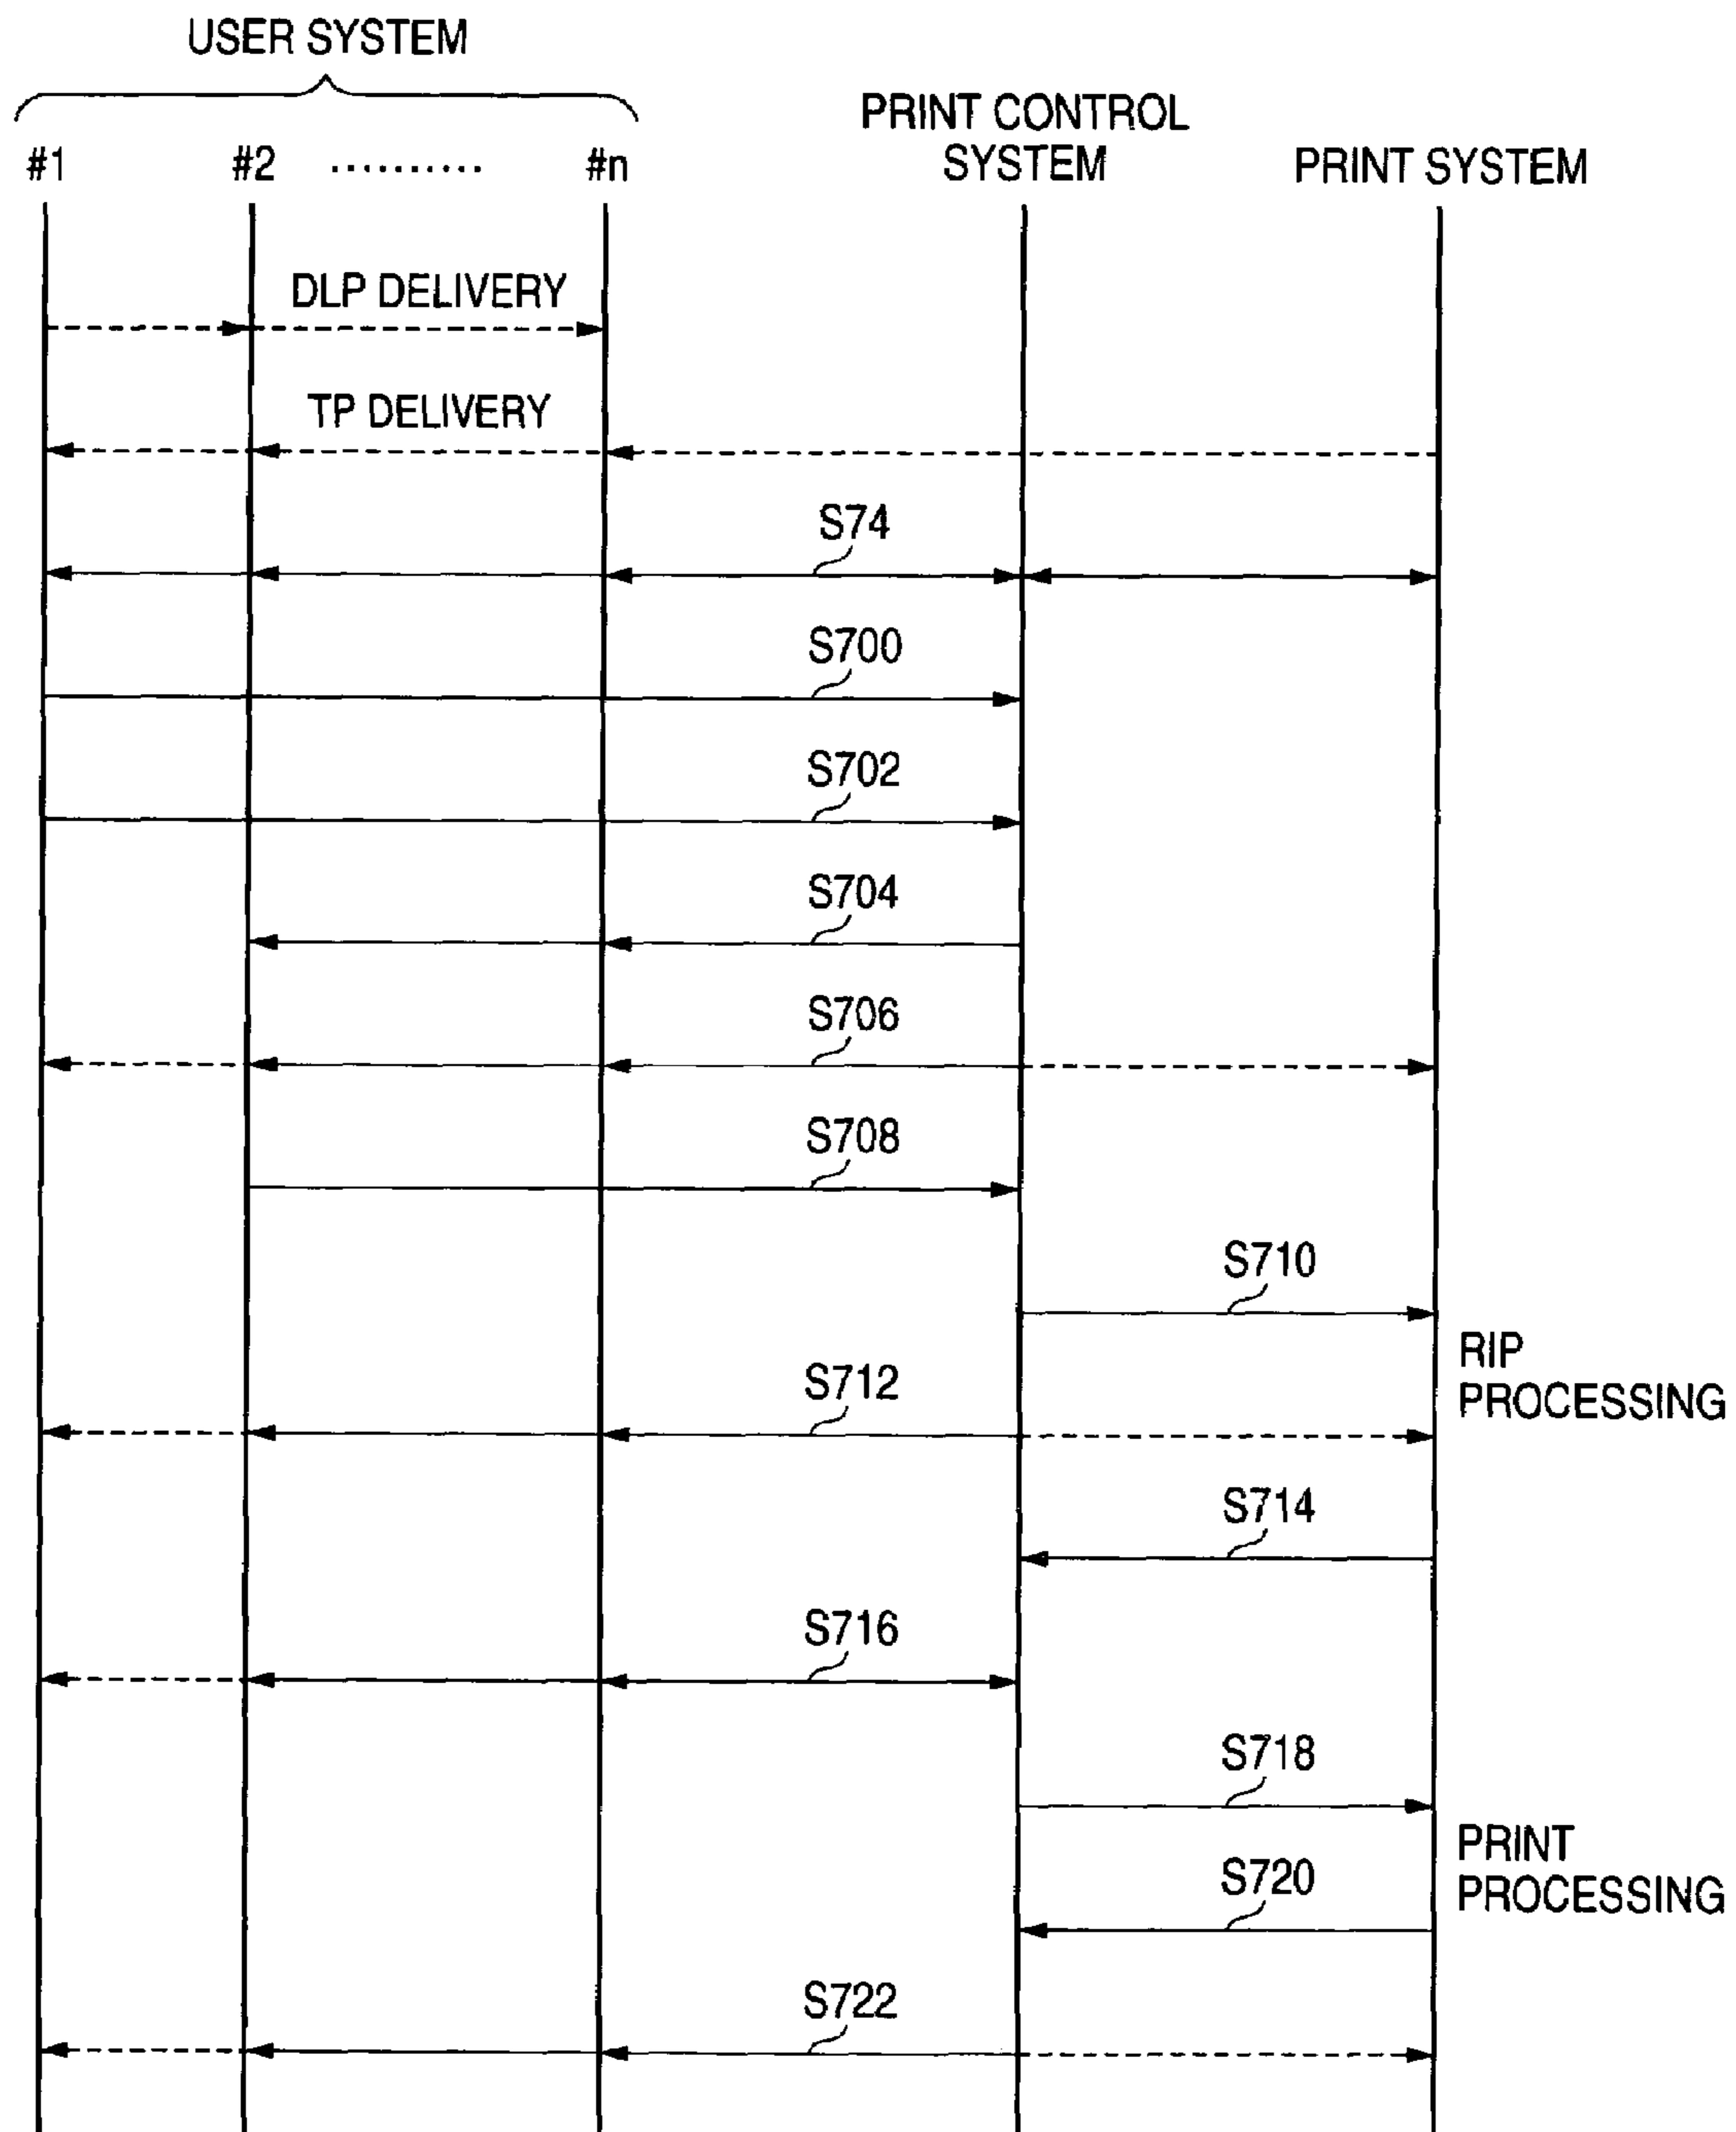 USER SYSTEM
PRINT CONTROL
SYSTEM
PRINT SYSTEM
#1 #2 .......... #n
DLP DELIVERY
TP DELIVERY
S74
S700
S702
S704
S706
S708
S710
RIP
PROCESSING
S712
S714
S716
S718
PRINT
PROCESSING
S720
S722